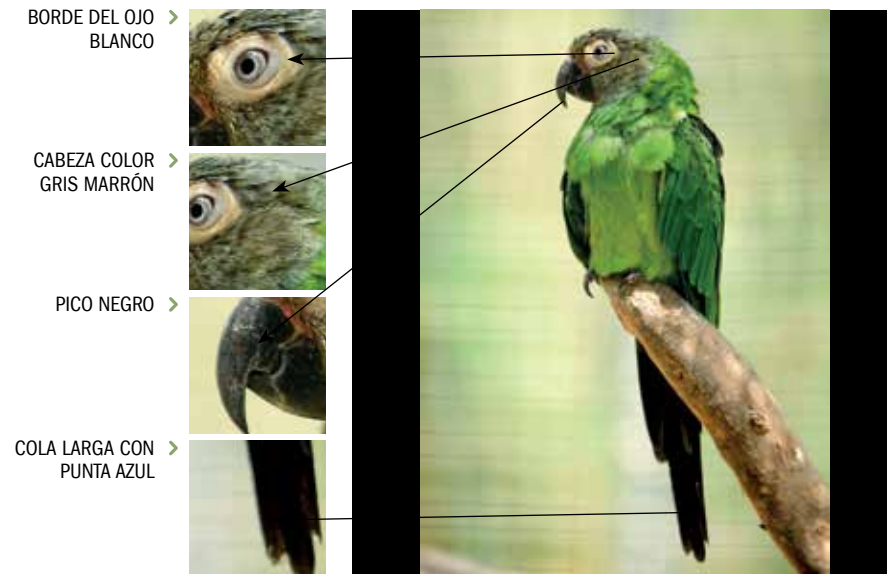 BORDE DEL OJO
BLANCO
CABEZA COLOR
GRIS MARRÓN
PICO NEGRO
COLA LARGA CON
PUNTA AZUL